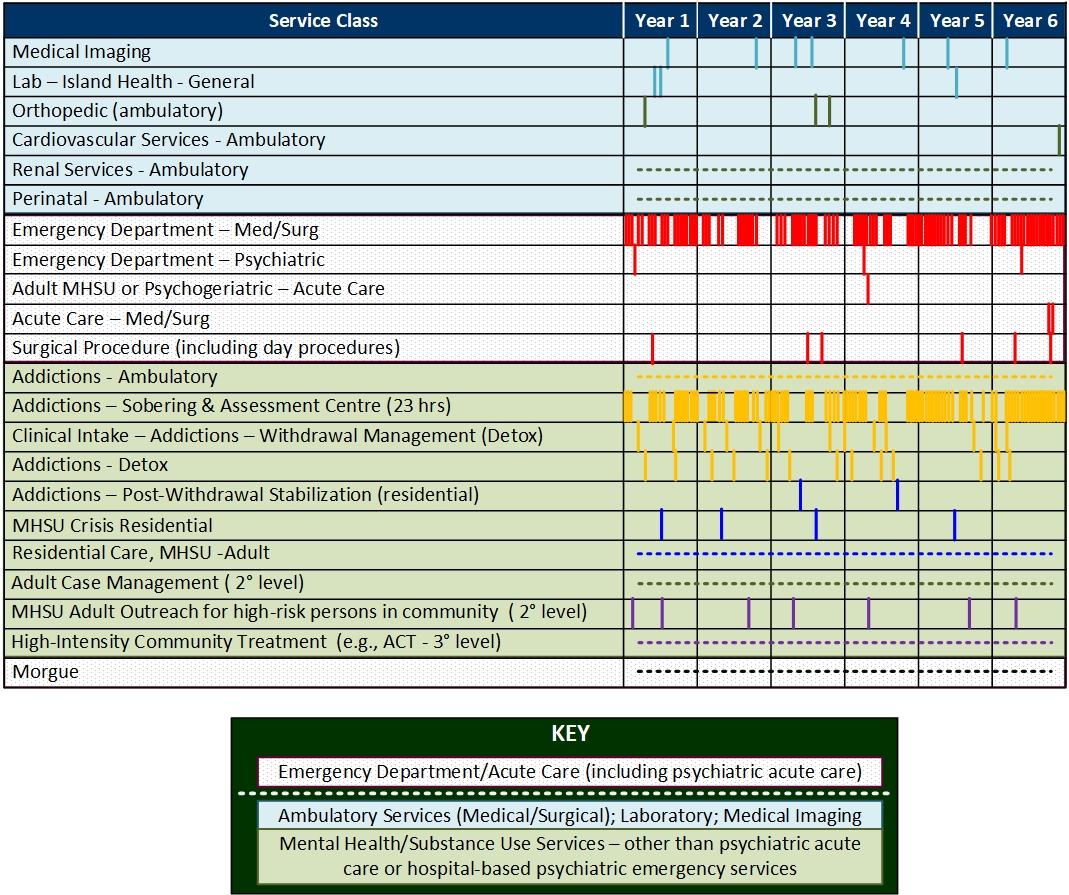 Service Class Year 1 Year 2 Year 3 Year 4 Year 5 Year 6
Medical Imaging
Lab – Island Health - General
Orthopedic (ambulatory)
Cardiovascular Services - Ambulatory
Renal Services - Ambulatory
Perinatal - Ambulatory
Emergency Department – Med/Surg
Emergency Department – Psychiatric
Adult MHSU or Psychogeriatric – Acute Care
Acute Care – Med/Surg
Surgical Procedure (including day procedures)
Addictions - Ambulatory
Addictions – Sobering & Assessment Centre (23 hrs)
Clinical Intake – Addictions – Withdrawal Management (Detox)
Addictions - Detox
Addictions – Post-Withdrawal Stabilization (residential)
MHSU Crisis Residential
Residential Care, MHSU -Adult
Adult Case Management ( 2° level)
MHSU Adult Outreach for high-risk persons in community ( 2° level)
High-Intensity Community Treatment (e.g., ACT - 3° level)
Morgue
KEY
Emergency Department/Acute Care (including psychiatric acute care)
Ambulatory Services (Medical/Surgical); Laboratory; Medical Imaging
Mental Health/Substance Use Services – other than psychiatric acute
care or hospital-based psychiatric emergency services